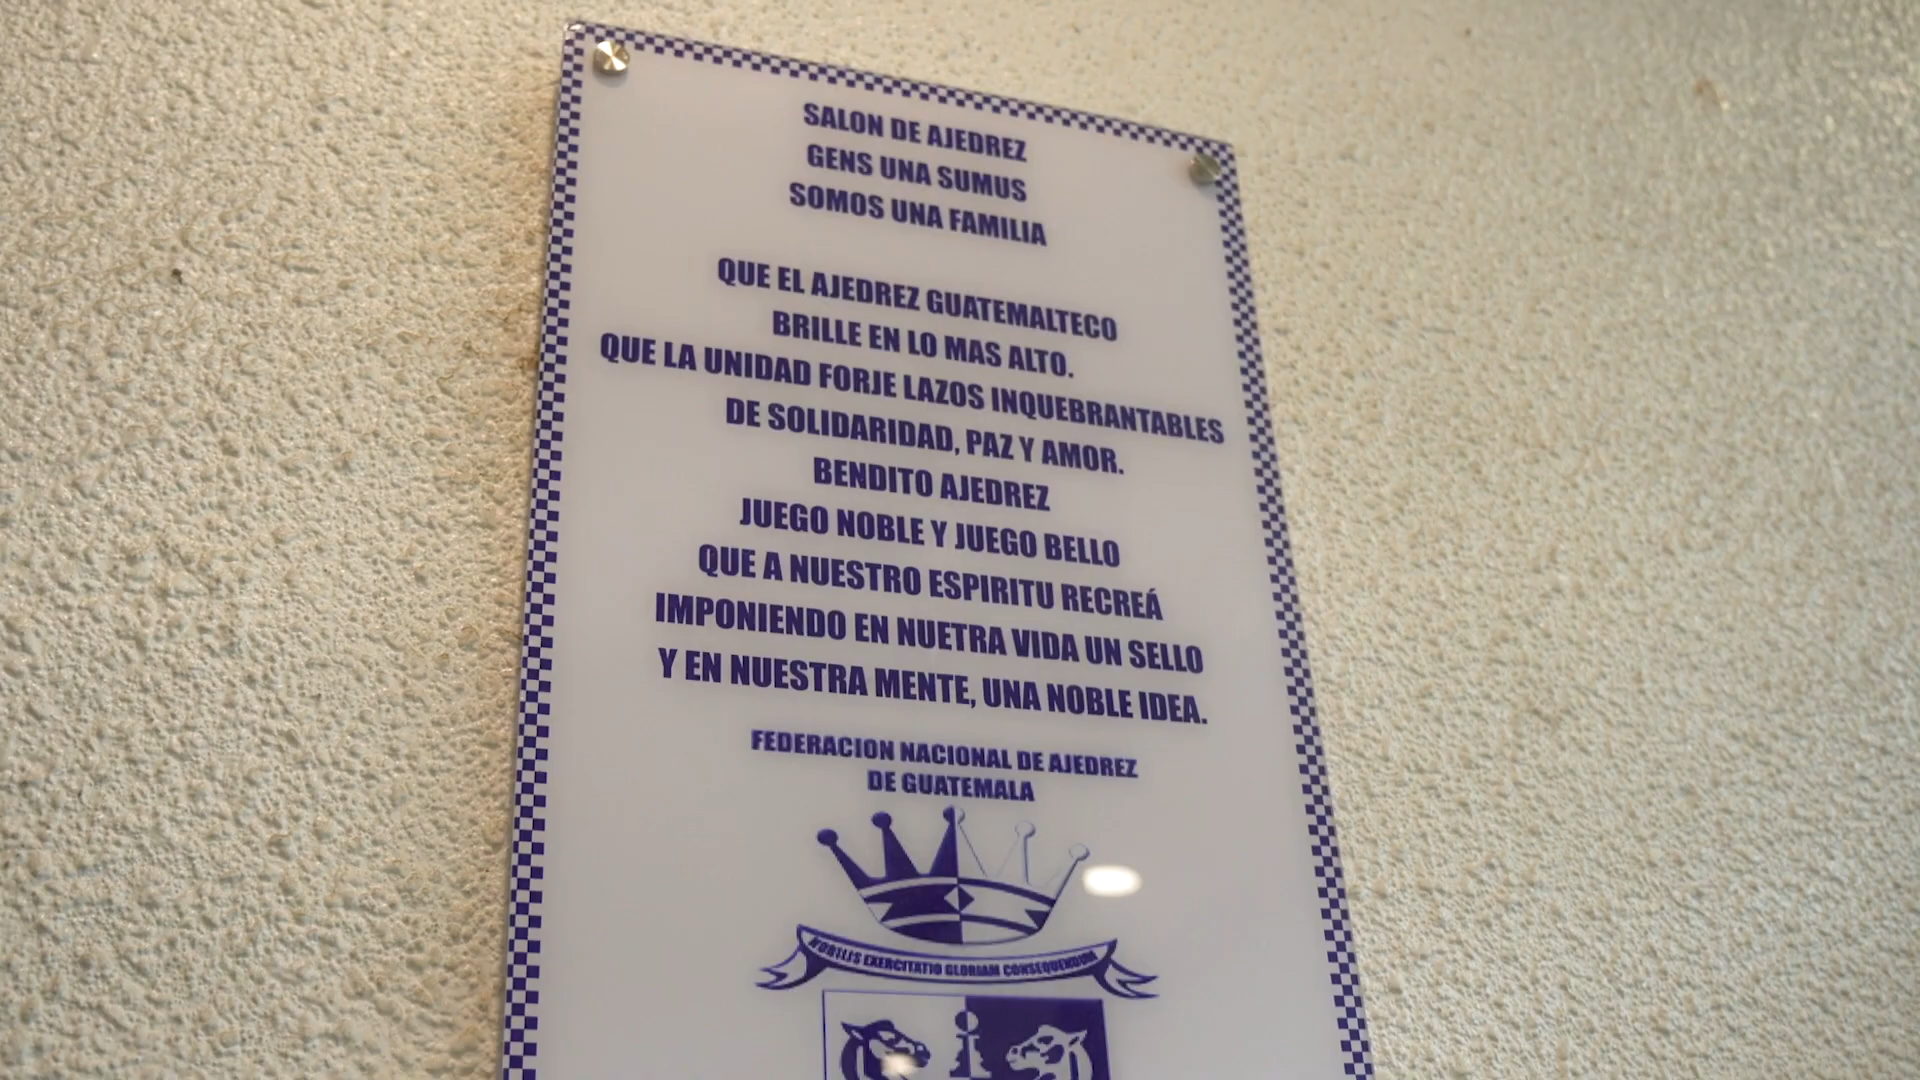 SALON DE AJEDREZ
GENS UNA SUMUS
SOMOS UNA FAMILIA
QUE EL AJEDREZ GUATEMALTECO
BRILLE EN LO MAS ALTO.
QUE LA UNIDAD FORJE LAZOS INQUEBRANTABLES
DE SOLIDARIDAD, PAZ Y AMOR.
BENDITO AJEDREZ
JUEGO NOBLE Y JUEGO BELLO
QUE A NUESTRO ESPIRITU RECREÁ
IMPONIENDO EN NUETRA VIDA UN SELLO
Y EN NUESTRA MENTE, UNA NOBLE IDEA.
FEDERACION NACIONAL DE AJEDREZ
DE GUATEMALA
NOBILIS EXERCITATIO GLORIAM CONSEQUENDUM